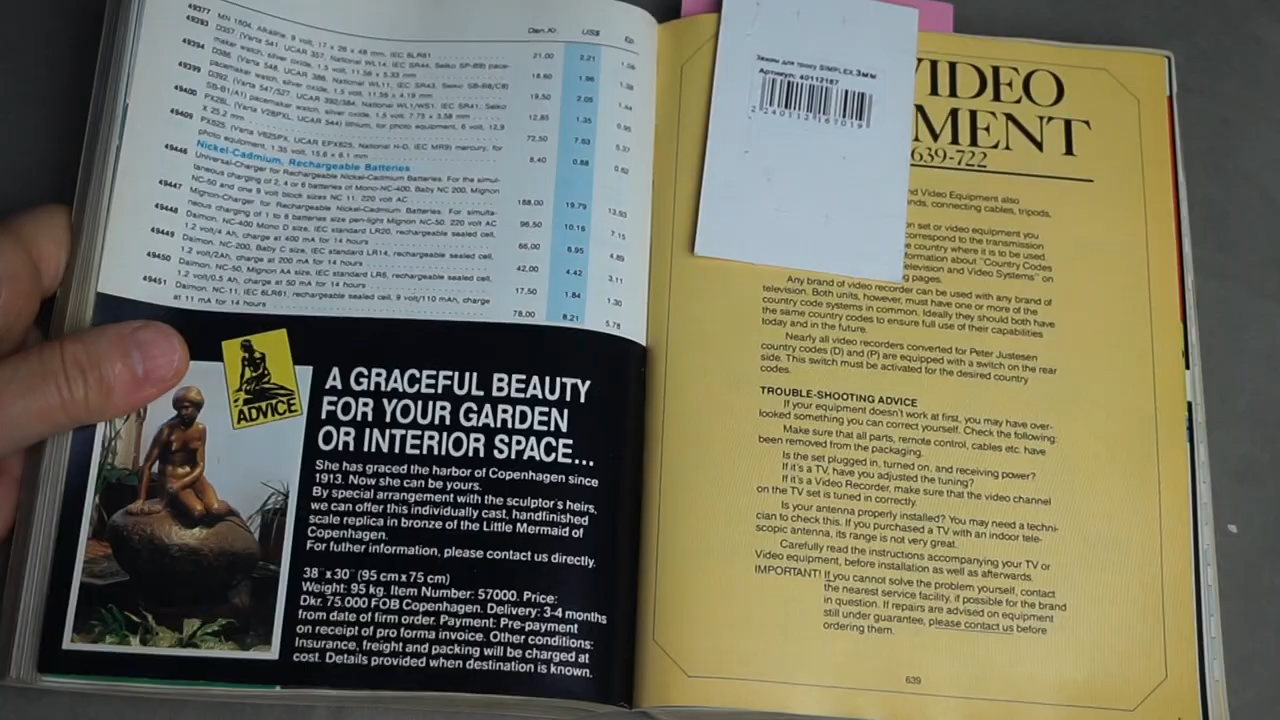 Dan.Kr. US$ Kp.
49377 MN 1604, Alkaline, 9 volt, 17 x 26 x 48 mm, IEC 6LR61 21,00 2.21 1.56
49393 D357, (Varta 541, UCAR 357, National WL14, IEC SR44, Seiko SP-89) pace-
maker watch, silver oxide, 1.5 volt, 11.56 x 5.33 mm 18,60 1.96 1.38
49394 D386, (Varta 548, UCAR 386, National WL11, IEC SR43, Seiko SB-B8/C8)
pacemaker watch, silver oxide, 1.5 volt, 11.59 x 4.19 mm 19,50 2.05 1.44
49399 D392, (Varta 547/527, UCAR 392/384, National WL1/WS1, IEC SR41, Seiko
SB-B1/A1) pacemaker watch, silver oxide, 1.5 volt, 7.75 x 3.58 mm 12,85 1.35 0.95
49400 PX28L, (Varta V28PXL, UCAR 544) lithium, for photo equipment, 6 volt, 12,9
X 25.2 mm 72,50 7.63 5.37
49409 PX625, (Varta V625PX, UCAR EPX625, National H-D, IEC MR9) mercury, for
photo equipment, 1.35 volt, 15.6 x 6.1 mm 8,40 0.88 0.62
Nickel-Cadmium, Rechargeable Batteries
49446 Universal-Charger for Rechargeable Nickel-Cadmium Batteries. For the simul-
taneous charging of 2, 4 or 6 batteries of Mono-NC-400, Baby NC 200, Mignon
NC-50 and one 9 volt block sizes NC 11, 220 volt AC 188,00 19.79 13.93
49447 Mignon-Charger for Rechargeable Nickel-Cadmium Batteries. For simulta-
neous charging of 1 to 8 batteries size pen-light Mignon NC-50, 220 volt AC 96,50 10.16 7.15
49448 Daimon, NC-400 Mono D size, IEC standard LR20, rechargeable sealed cell,
1.2 volt/4 Ah, charge at 400 mA for 14 hours 66,00 6.95 4.89
49449 Daimon, NC-200, Baby C size, IEC standard LR14, rechargeable sealed cell,
1.2 volt/2Ah, charge at 200 mA for 14 hours 42,00 4.42 3.11
49450 Daimon, NC-50, Mignon AA size, IEC standard LR6, rechargeable sealed cell,
1.2 volt/0.5 Ah, charge at 50 mA for 14 hours 17,50 1.84 1.30
49451 Daimon, NC-11, IEC 6LR61, rechargeable sealed cell, 9 volt/110 mAh, charge
at 11 mA for 14 hours 78,00 8.21 5.78
ADVICE
A GRACEFUL BEAUTY
FOR YOUR GARDEN
OR INTERIOR SPACE...
She has graced the harbor of Copenhagen since
1913. Now she can be yours.
By special arrangement with the sculptor's heirs,
we can offer this individually cast, handfinished
scale replica in bronze of the Little Mermaid of
Copenhagen.
For futher information, please contact us directly.
38" x 30" (95 cm x 75 cm)
Weight: 95 kg. Item Number: 57000. Price:
Dkr. 75.000 FOB Copenhagen. Delivery: 3-4 months
from date of firm order. Payment: Pre-payment
on receipt of pro forma invoice. Other conditions:
Insurance, freight and packing will be charged at
cost. Details provided when destination is known.
Зажим для тросу SIMPLEX, 3мм
Артикул: 40112167
2 240112 167019
VIDEO
MENT
639-722
nd Video Equipment also
nds, connecting cables, tripods,
on set or video equipment you
correspond to the transmission
e country where it is to be used.
formation about "Country Codes
elevision and Video Systems" on
g pages.
Any brand of video recorder can be used with any brand of
television. Both units, however, must have one or more of the
country code systems in common. Ideally they should both have
the same country codes to ensure full use of their capabilities
today and in the future.
Nearly all video recorders converted for Peter Justesen
country codes (D) and (P) are equipped with a switch on the rear
side. This switch must be activated for the desired country
codes.
TROUBLE-SHOOTING ADVICE
If your equipment doesn't work at first, you may have over-
looked something you can correct yourself. Check the following:
Make sure that all parts, remote control, cables etc. have
been removed from the packaging.
Is the set plugged in, turned on, and receiving power?
If it's a TV, have you adjusted the tuning?
If it's a Video Recorder, make sure that the video channel
on the TV set is tuned in correctly.
Is your antenna properly installed? You may need a techni-
cian to check this. If you purchased a TV with an indoor tele-
scopic antenna, its range is not very great.
Carefully read the instructions accompanying your TV or
Video equipment, before installation as well as afterwards.
IMPORTANT! If you cannot solve the problem yourself, contact
the nearest service facility, if possible for the brand
in question. If repairs are advised on equipment
still under guarantee, please contact us before
ordering them.
639